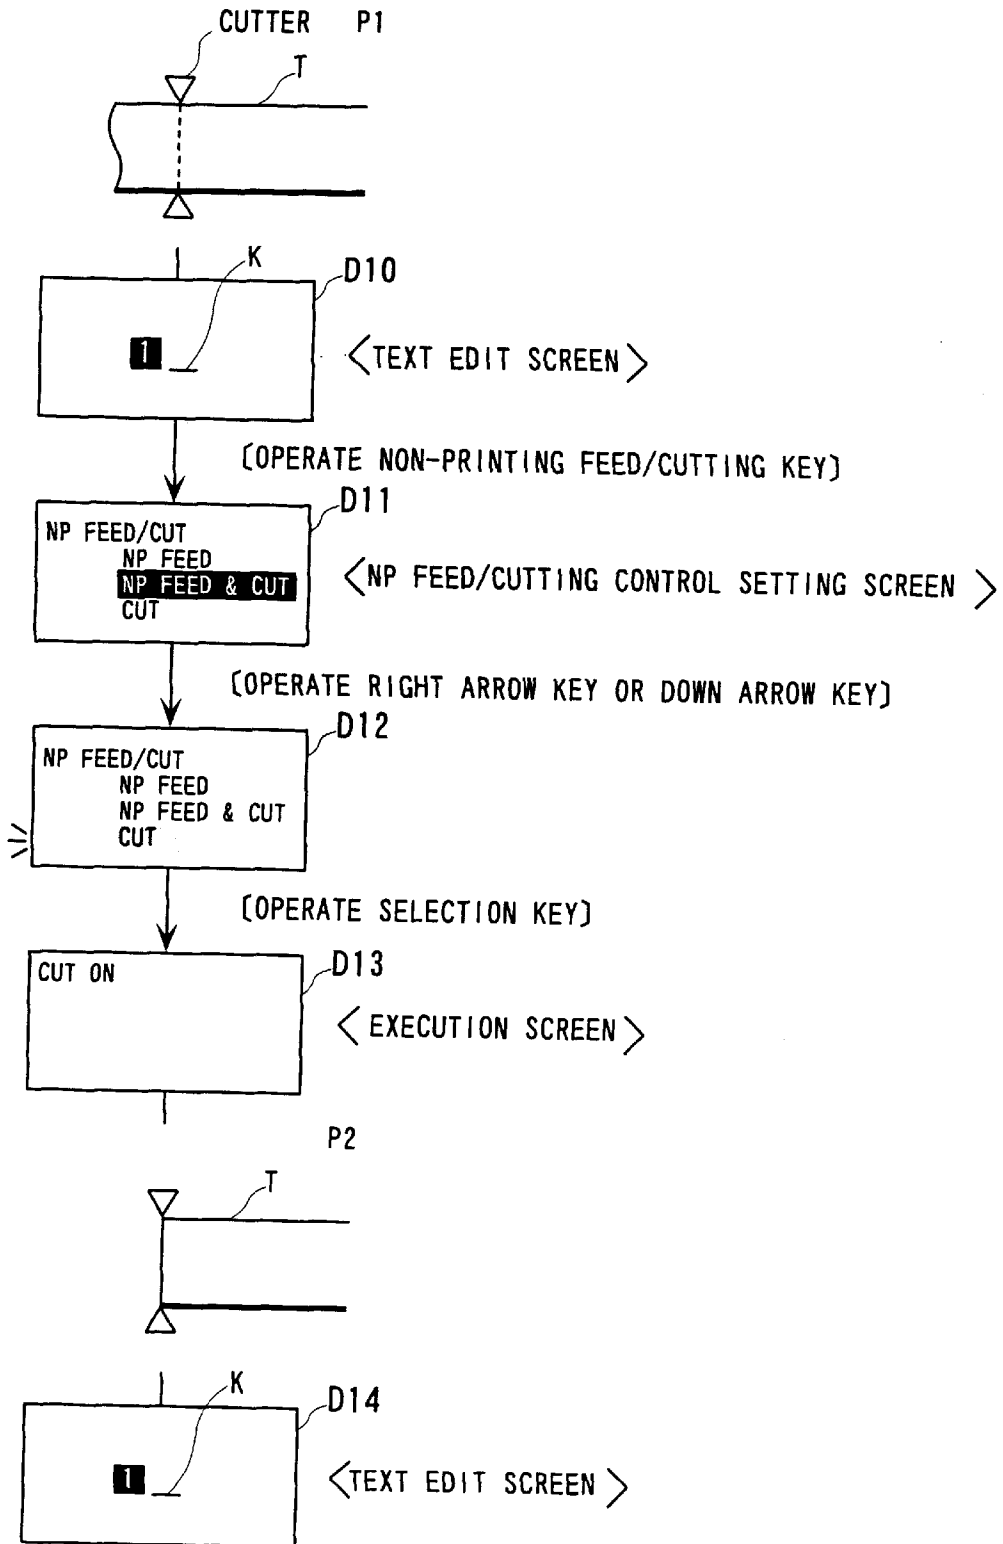 CUTTER P1
T
K
D10
1
<TEXT EDIT SCREEN>
[OPERATE NON-PRINTING FEED/CUTTING KEY]
D11
NP FEED/CUT
NP FEED
NP FEED & CUT
CUT
<NP FEED/CUTTING CONTROL SETTING SCREEN>
[OPERATE RIGHT ARROW KEY OR DOWN ARROW KEY]
D12
NP FEED/CUT
NP FEED
NP FEED & CUT
CUT
[OPERATE SELECTION KEY]
D13
CUT ON
<EXECUTION SCREEN>
P2
T
K
D14
1
<TEXT EDIT SCREEN>